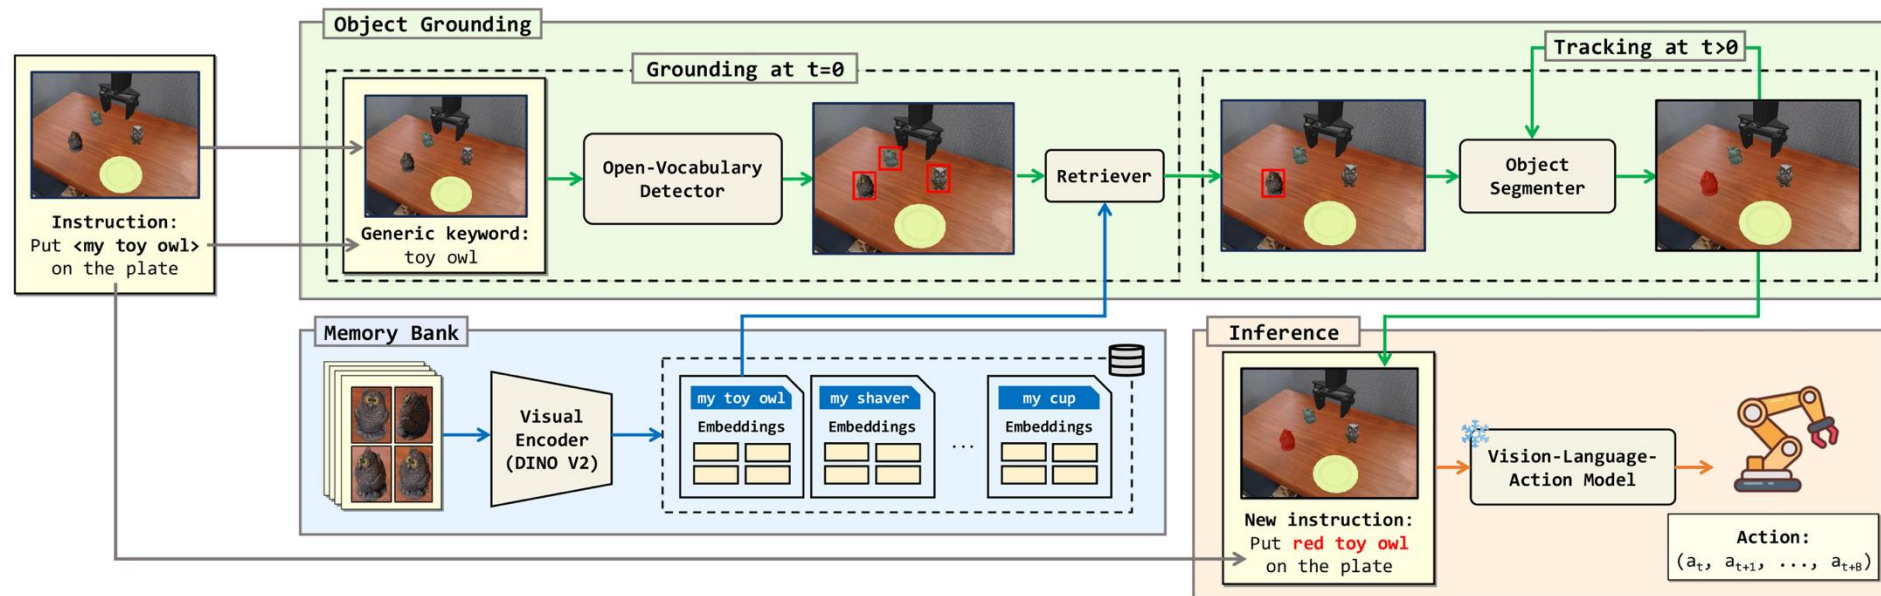 Object Grounding
Tracking at t>0
Grounding at t=0
Open-Vocabulary
Detector
Retriever
Object
Segmenter
Instruction:
Put <my toy owl>
on the plate
Generic keyword:
toy owl
Memory Bank
Visual
Encoder
(DINO V2)
my toy owl
Embeddings
my shaver
Embeddings
...
my cup
Embeddings
Inference
New instruction:
Put red toy owl
on the plate
Vision-Language-
Action Model
Action:
(aₜ, aₜ₊₁, ..., aₜ₊B)